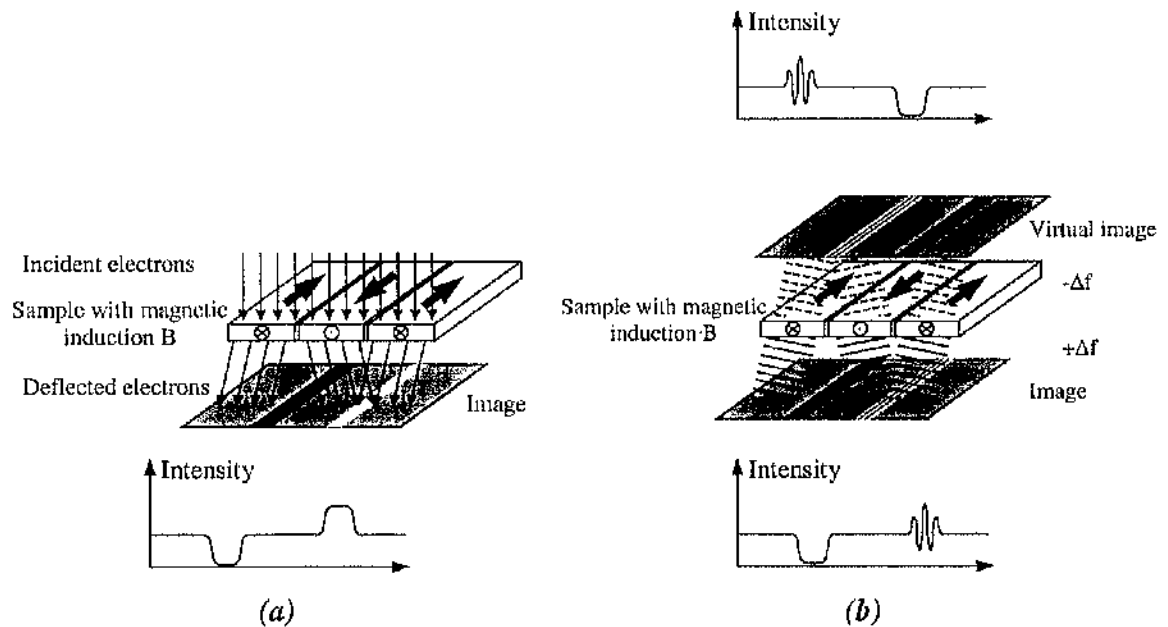 Intensity
Incident electrons
Sample with magnetic
induction B
Deflected electrons
Image
Intensity
(a)
Intensity
Virtual image
-Δf
Sample with magnetic
induction B
+Δf
Image
Intensity
(b)